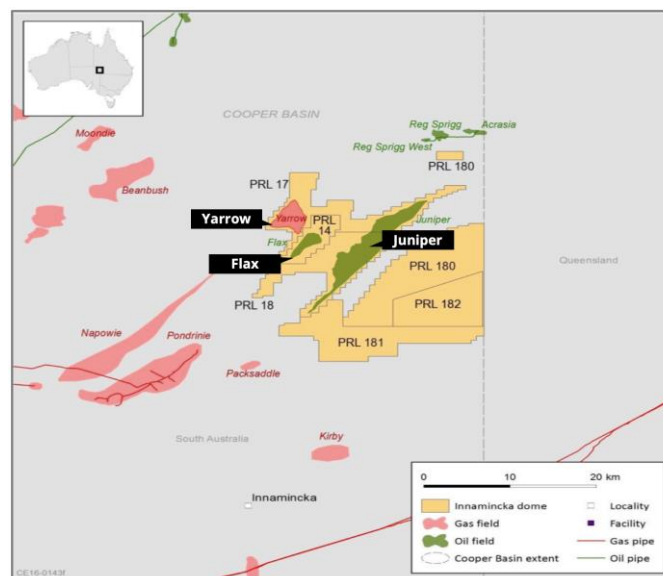 COOPER BASIN
Moondie
Beanbush
Reg Sprigg
Acrasia
Reg Sprigg West
PRL 180
PRL 17
Yarrow
Yarrow
PRL
14
Juniper
Juniper
Flax
Flax
PRL 180
Queensland
PRL 182
PRL 18
PRL 181
Napowie
Pondrinie
Packsaddle
South Australia
Kirby
Innamincka
0 10 20 km
Innamincka dome
Gas field
Oil field
Cooper Basin extent
Locality
Facility
Gas pipe
Oil pipe
CE16-0143f